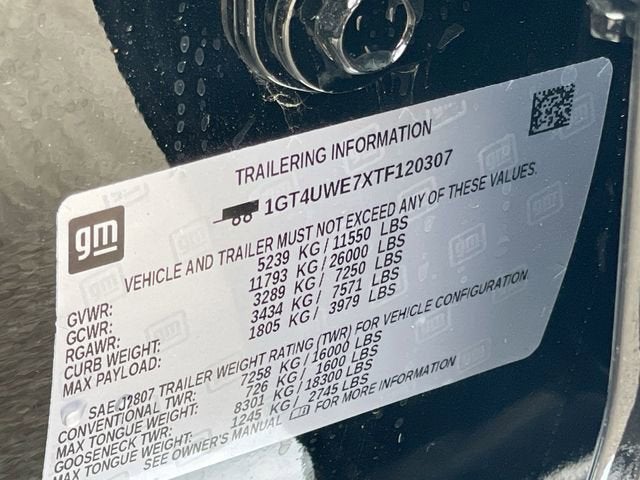 TRAILERING INFORMATION
1GT4UWE7XTF120307
gm
VEHICLE AND TRAILER MUST NOT EXCEED ANY OF THESE VALUES.
GVWR: 5239 KG / 11550 LBS
GCWR: 11793 KG / 26000 LBS
RGAWR: 3289 KG / 7250 LBS
CURB WEIGHT: 3434 KG / 7571 LBS
MAX PAYLOAD: 1805 KG / 3979 LBS
SAE J2807 TRAILER WEIGHT RATING (TWR) FOR VEHICLE CONFIGURATION.
CONVENTIONAL TWR: 7258 KG / 16000 LBS
MAX TONGUE WEIGHT: 726 KG / 1600 LBS
GOOSENECK TWR: 8301 KG / 18300 LBS
MAX TONGUE WEIGHT: 1245 KG / 2745 LBS
SEE OWNER'S MANUAL FOR MORE INFORMATION